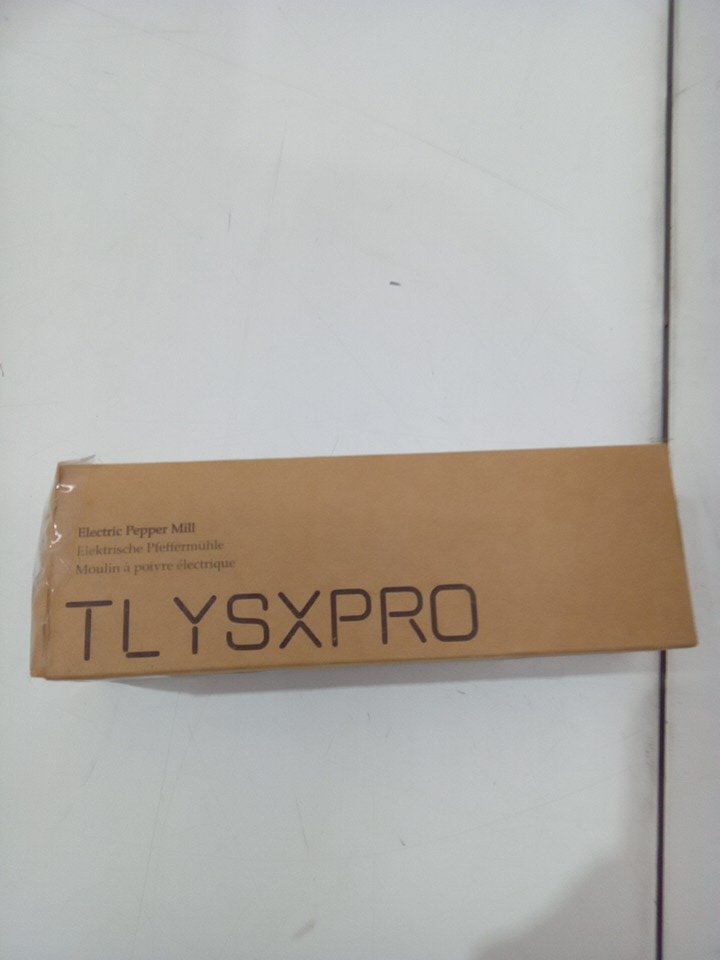 Electric Pepper Mill
Elektrische Pfeffermühle
Moulin à poivre électrique
TLYSXPRO